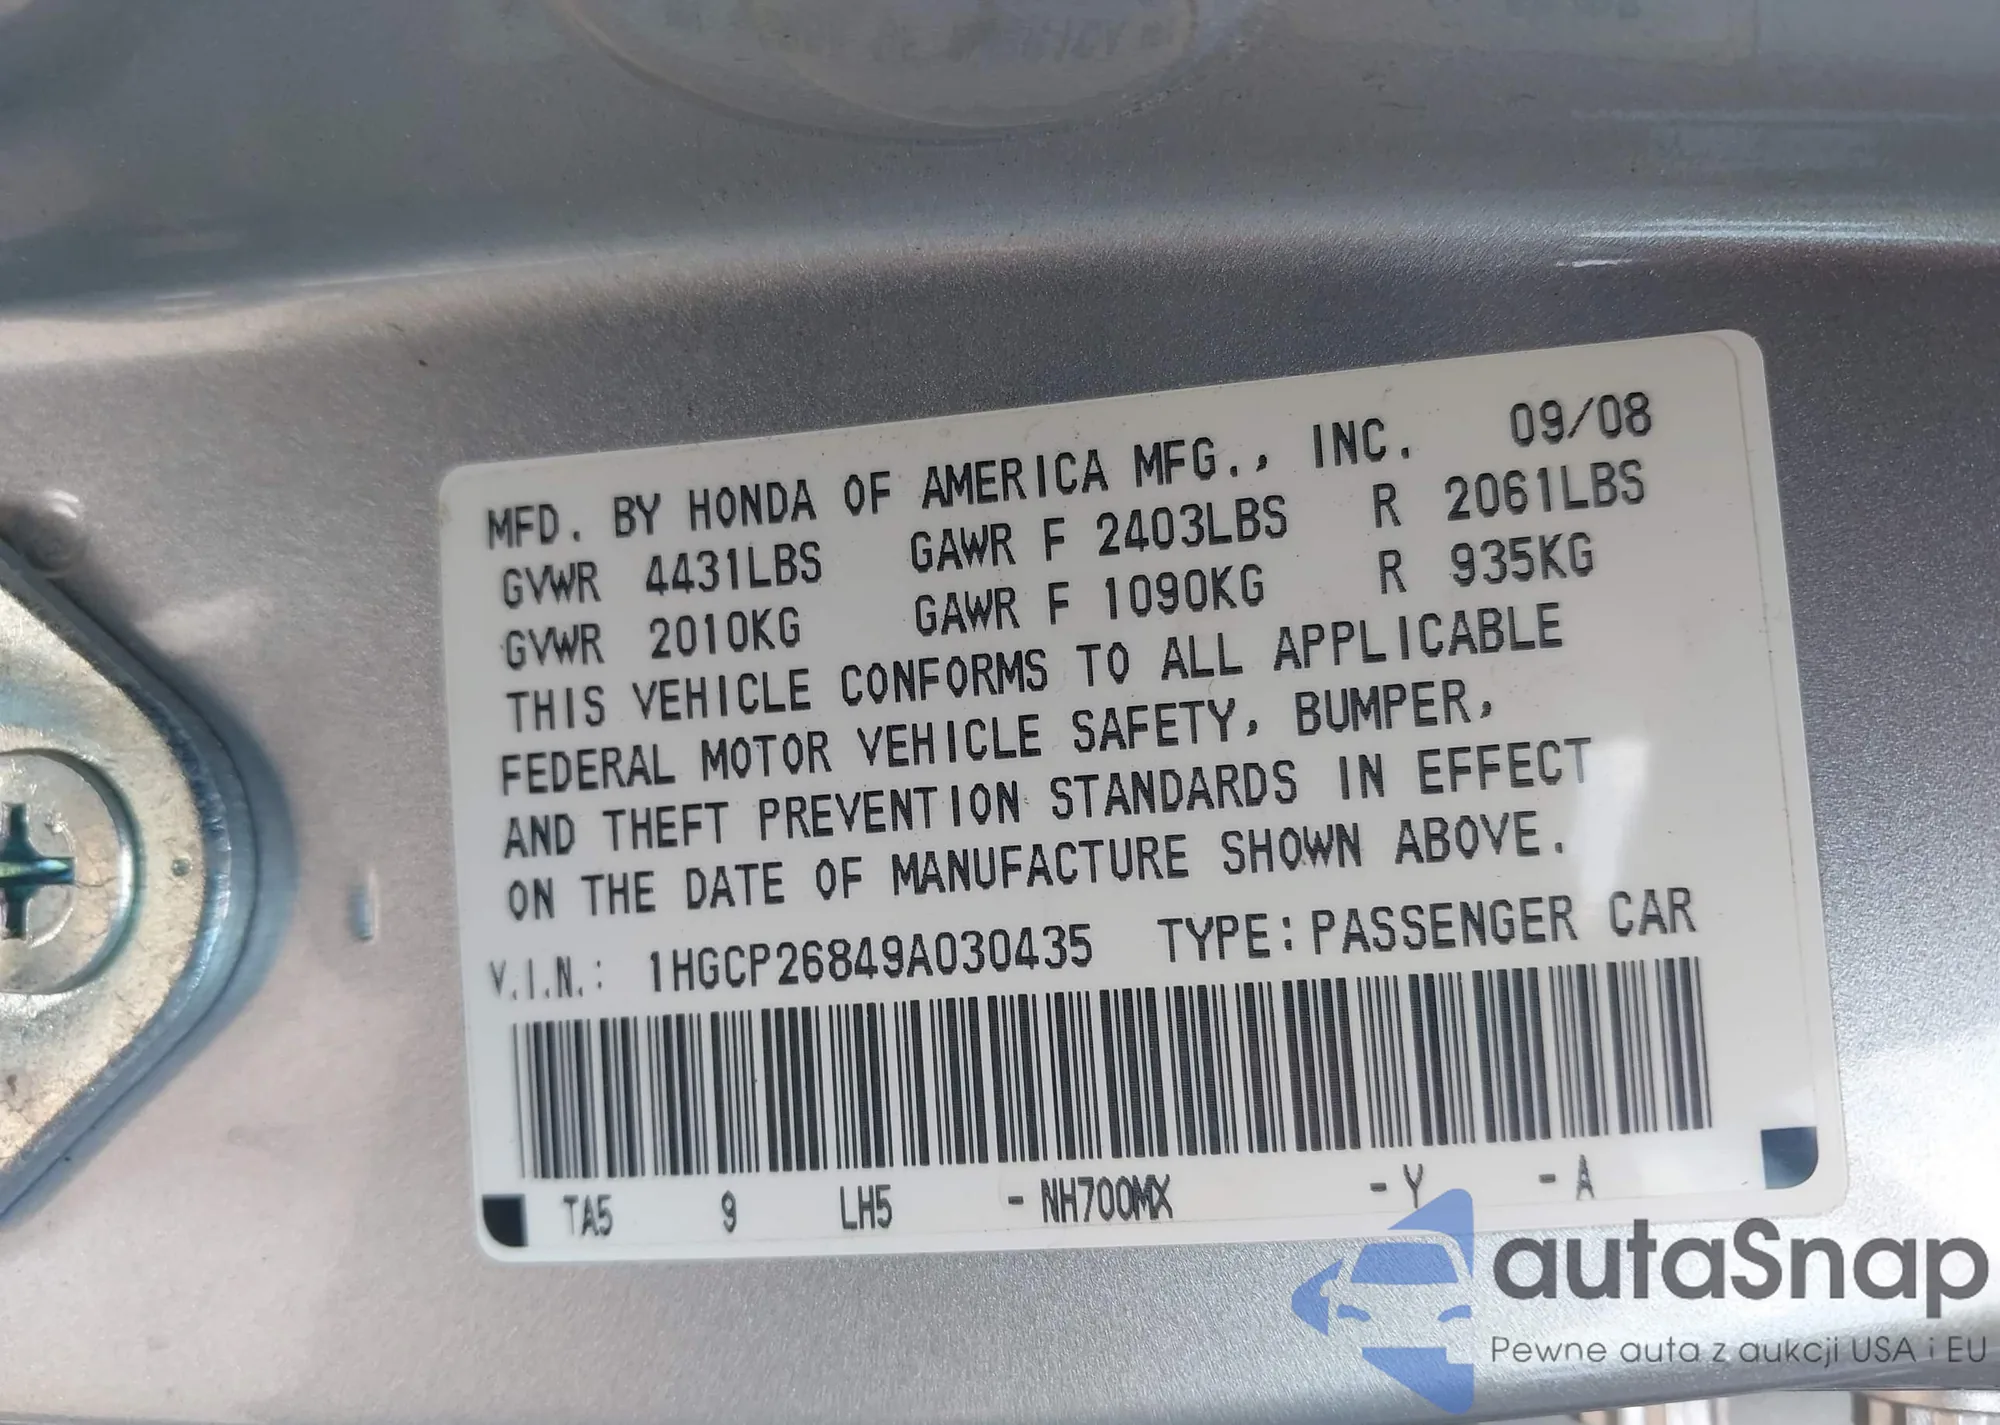 MFD. BY HONDA OF AMERICA MFG., INC. 09/08
GVWR 4431LBS GAWR F 2403LBS R 2061LBS
GVWR 2010KG GAWR F 1090KG R 935KG
THIS VEHICLE CONFORMS TO ALL APPLICABLE
FEDERAL MOTOR VEHICLE SAFETY, BUMPER,
AND THEFT PREVENTION STANDARDS IN EFFECT
ON THE DATE OF MANUFACTURE SHOWN ABOVE.
V.I.N.: 1HGCP26849A030435 TYPE:PASSENGER CAR
TA5 9 LH5 - NH700MX - Y - A
autaSnap
Pewne auta z aukcji USA i EU